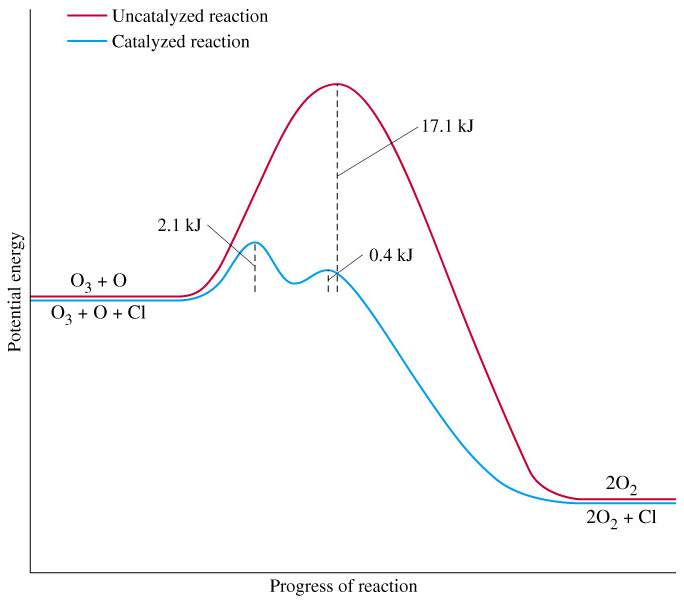 Uncatalyzed reaction
Catalyzed reaction
17.1 kJ
2.1 kJ
0.4 kJ
O₃ + O
O₃ + O + Cl
Potential energy
2O₂
2O₂ + Cl
Progress of reaction